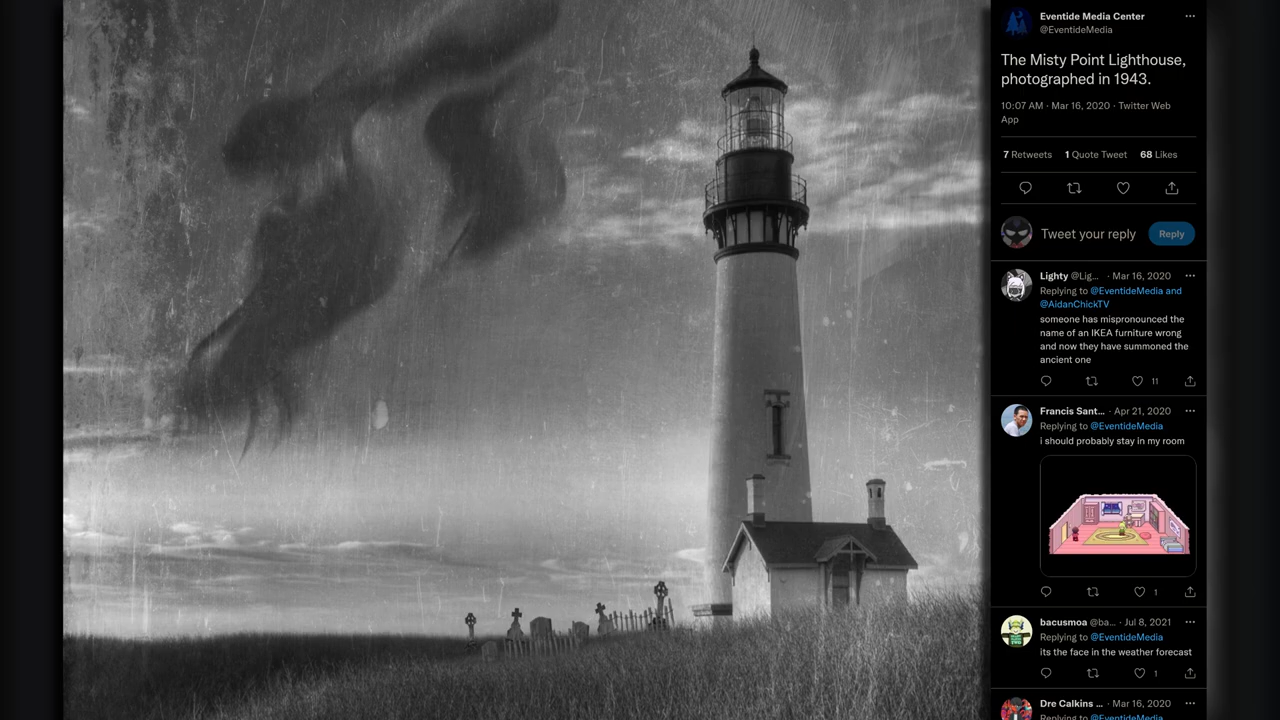 Eventide Media Center
@EventideMedia
The Misty Point Lighthouse,
photographed in 1943.
10:07 AM · Mar 16, 2020 · Twitter Web
App
7 Retweets 1 Quote Tweet 68 Likes
Tweet your reply
Reply
Lighty @Lig... · Mar 16, 2020
Replying to @EventideMedia and
@AidanChickTV
someone has mispronounced the
name of an IKEA furniture wrong
and now they have summoned the
ancient one
11
Francis Sant... · Apr 21, 2020
Replying to @EventideMedia
i should probably stay in my room
1
bacusmoa @ba... · Jul 8, 2021
Replying to @EventideMedia
its the face in the weather forecast
1
Dre Calkins ... · Mar 16, 2020
Replying to @EventideMedia